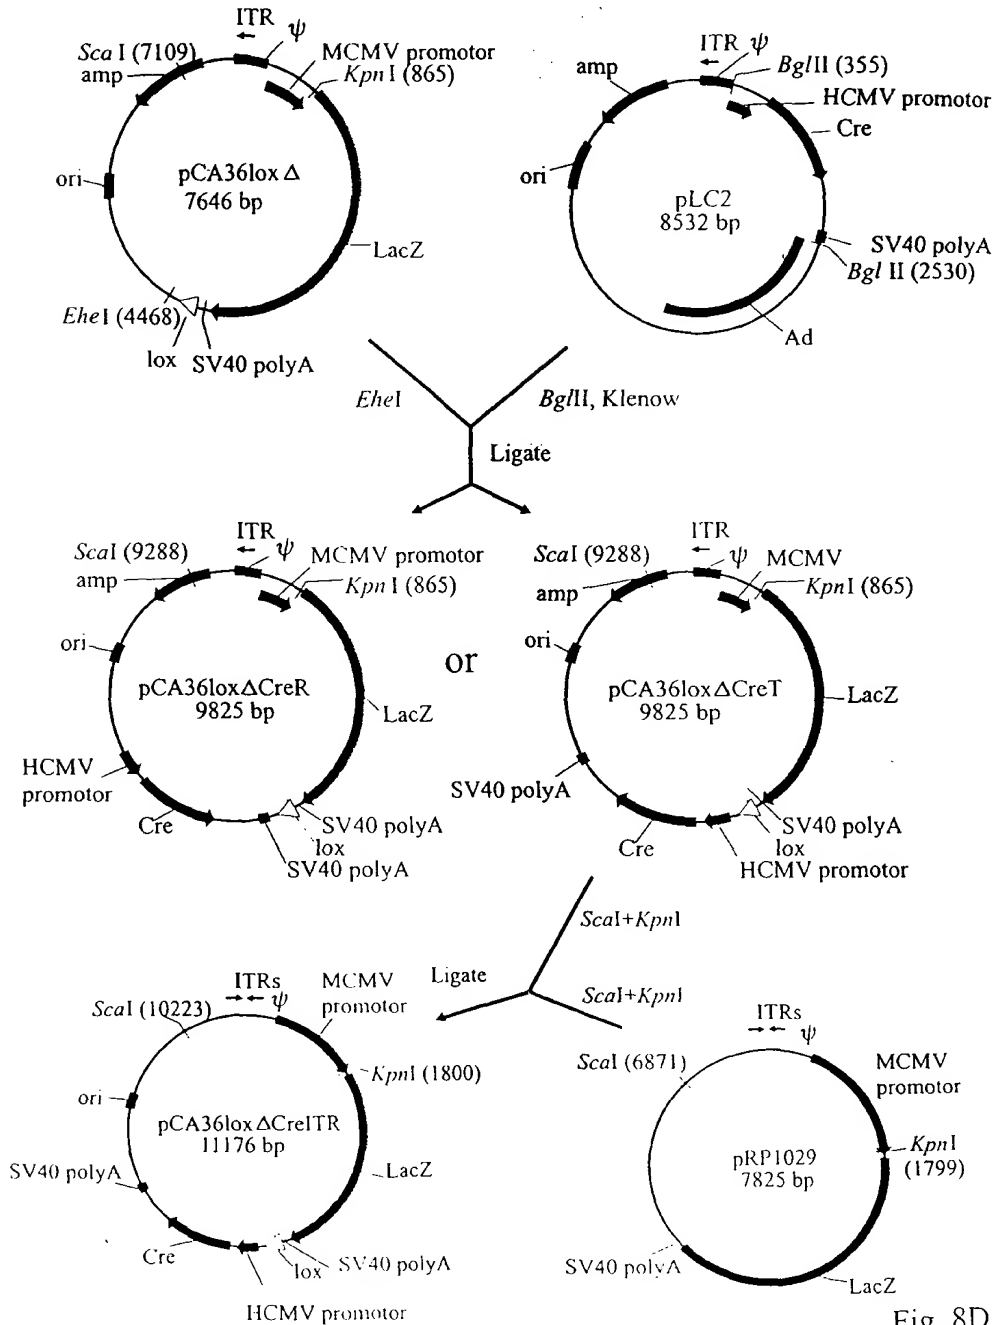 ITR
ψ
Sca I (7109)
MCMV promotor
amp
Kpn I (865)
ori
pCA36lox Δ
7646 bp
LacZ
EheI (4468)
lox
SV40 polyA
ITR
ψ
amp
BglII (355)
HCMV promotor
Cre
ori
pLC2
8532 bp
SV40 polyA
Bgl II (2530)
Ad
EheI
BglII, Klenow
Ligate
ITR
ψ
ScaI (9288)
MCMV promotor
amp
Kpn I (865)
ori
pCA36loxΔCreR
9825 bp
LacZ
HCMV
promotor
Cre
SV40 polyA
lox
SV40 polyA
or
ITR
ψ
ScaI (9288)
MCMV
amp
KpnI (865)
ori
pCA36loxΔCreT
9825 bp
LacZ
SV40 polyA
SV40 polyA
lox
Cre
HCMV promotor
ScaI+KpnI
Ligate
ScaI+KpnI
ITRs
ψ
MCMV
promotor
ScaI (10223)
KpnI (1800)
ori
pCA36loxΔCreITR
11176 bp
SV40 polyA
LacZ
Cre
lox
SV40 polyA
HCMV promotor
ITRs
ψ
ScaI (6871)
MCMV
promotor
KpnI
(1799)
pRP1029
7825 bp
SV40 polyA
LacZ
Fig. 8D